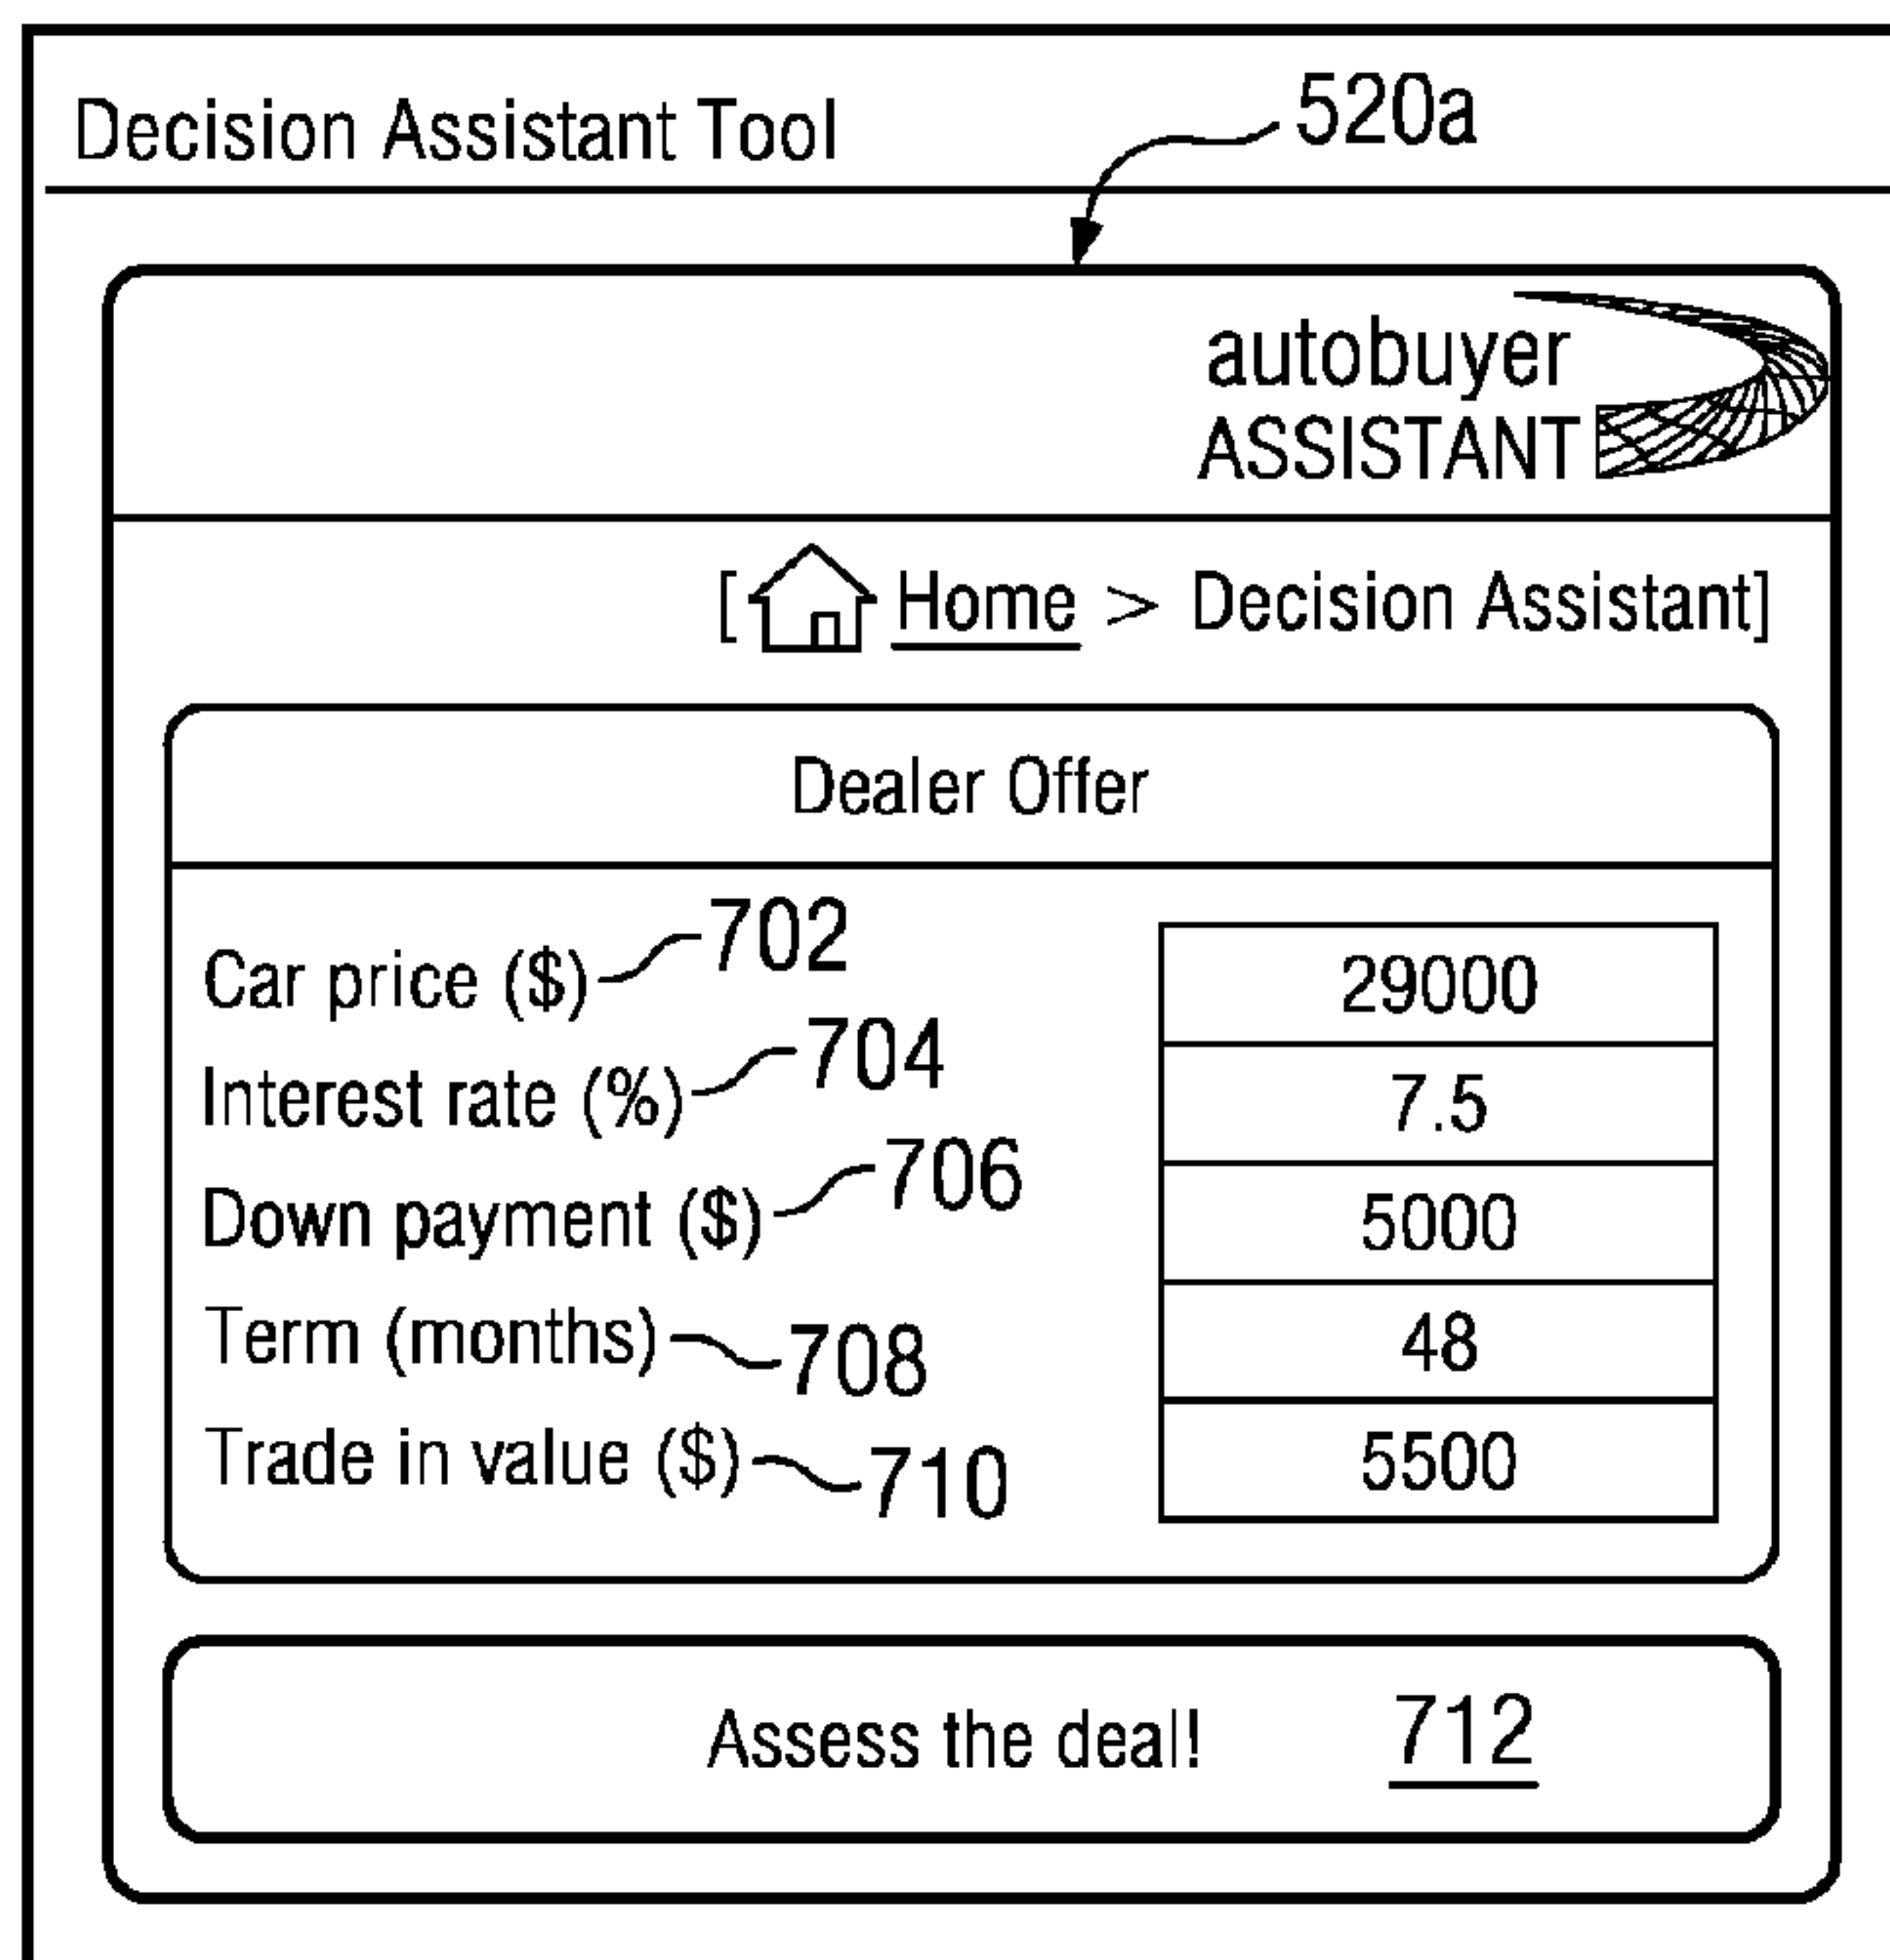 Decision Assistant Tool
520a
autobuyer
ASSISTANT
[Home > Decision Assistant]
Dealer Offer
Car price ($) 702 29000
Interest rate (%) 704 7.5
Down payment ($) 706 5000
Term (months) 708 48
Trade in value ($) 710 5500
Assess the deal! 712